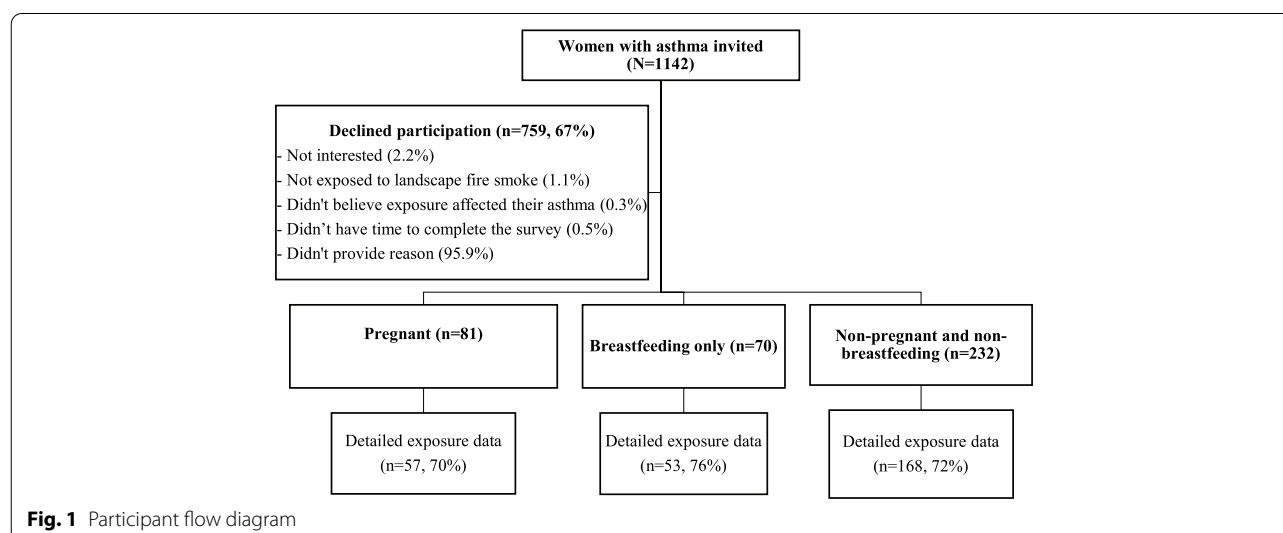 Women with asthma invited
(N=1142)
Declined participation (n=759, 67%)
- Not interested (2.2%)
- Not exposed to landscape fire smoke (1.1%)
- Didn't believe exposure affected their asthma (0.3%)
- Didn’t have time to complete the survey (0.5%)
- Didn't provide reason (95.9%)
Pregnant (n=81)
Breastfeeding only (n=70)
Non-pregnant and non-
breastfeeding (n=232)
Detailed exposure data
(n=57, 70%)
Detailed exposure data
(n=53, 76%)
Detailed exposure data
(n=168, 72%)
Fig. 1 Participant flow diagram